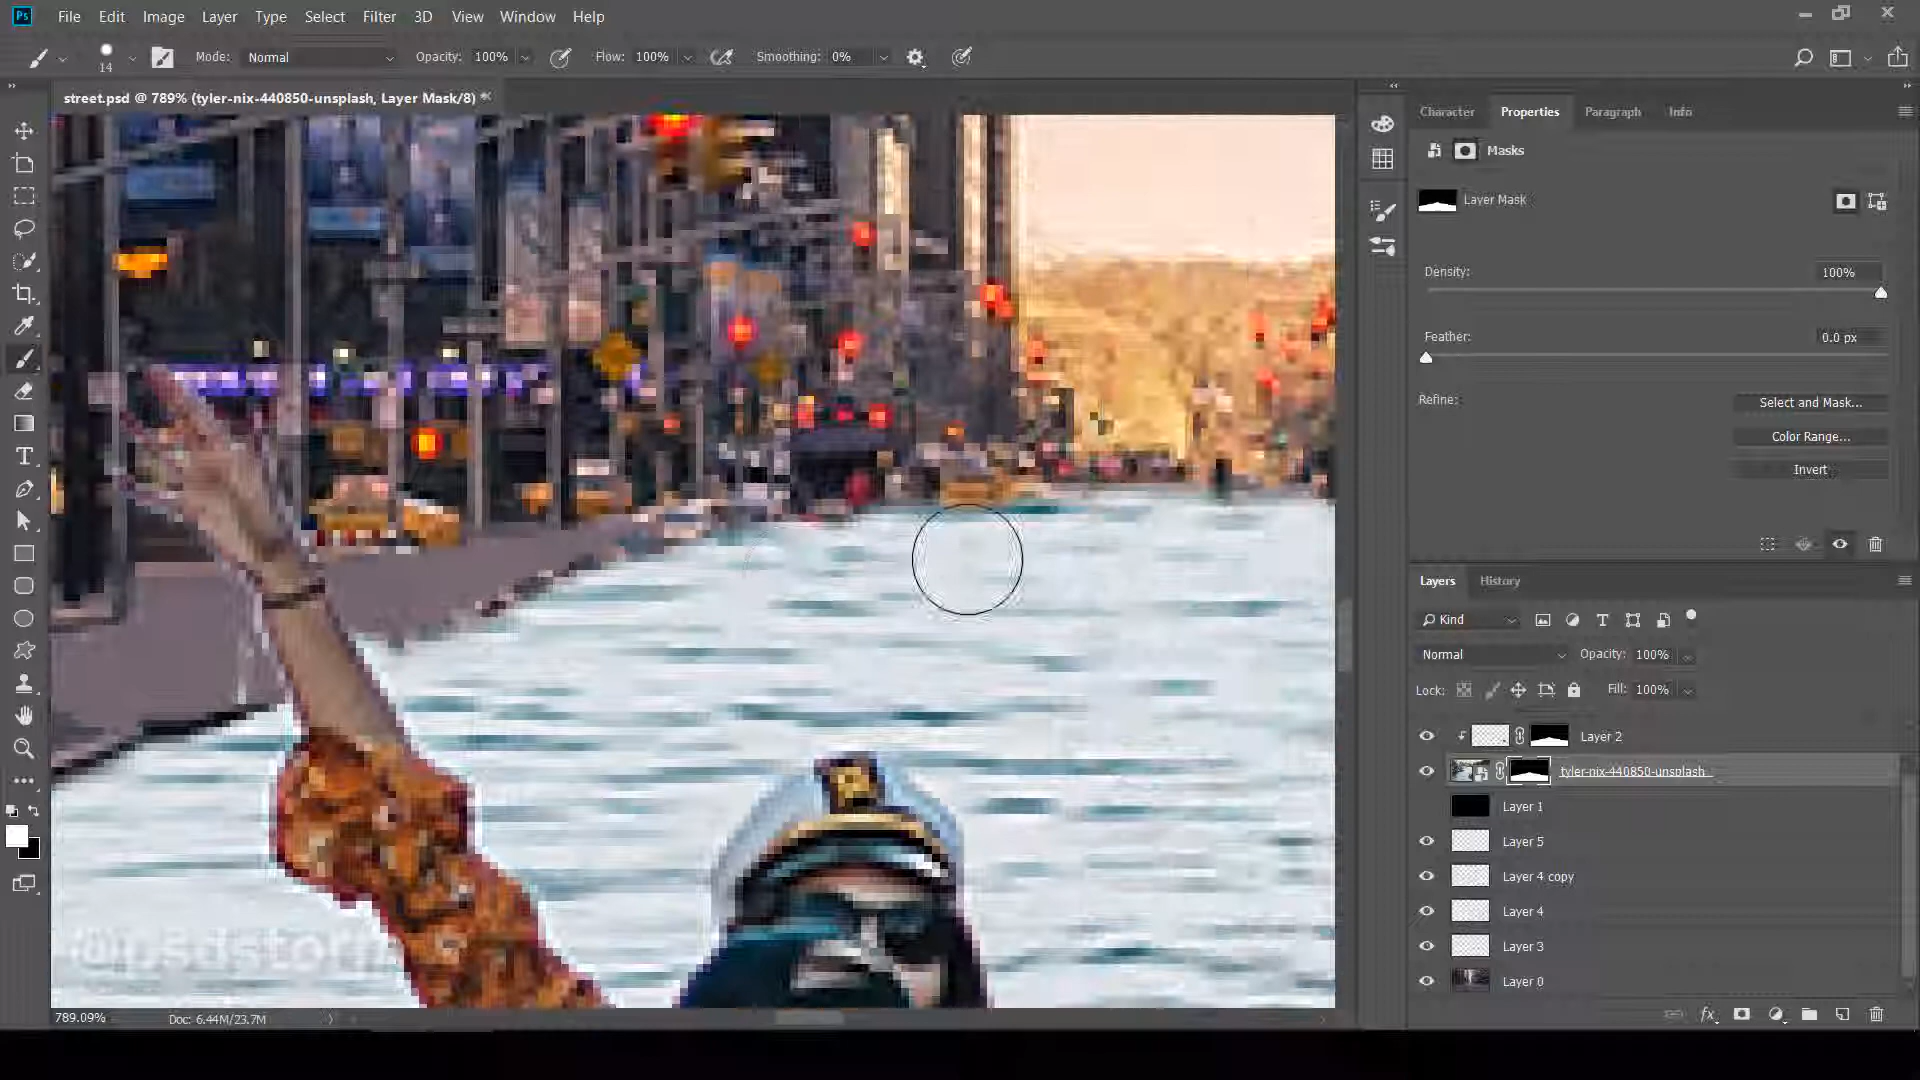 Ps File Edit Image Layer Type Select Filter 3D View Window Help
14 Mode: Normal Opacity: 100% Flow: 100% Smoothing: 0%
street.psd @ 789% (tyler-nix-440850-unsplash, Layer Mask/8) *
Character Properties Paragraph Info
Masks
Layer Mask
Density: 100%
Feather: 0.0 px
Refine:
Select and Mask...
Color Range...
Invert
Layers History
Kind
Normal Opacity: 100%
Lock: Fill: 100%
Layer 2
tyler-nix-440850-unsplash
Layer 1
Layer 5
Layer 4 copy
Layer 4
Layer 3
Layer 0
fx
@psdstorm
789.09% Doc: 6.44M/23.7M